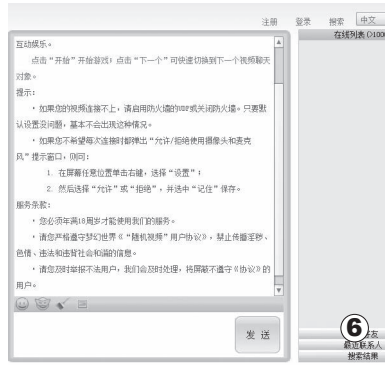 注册 登录 搜索 中文
在线列表(1000
互动娱乐。
点击“开始”开始游戏；点击“下一个”可快速切换到下一个视频聊天
对象。
提示：
· 如果您的视频连接不上，请启用防火墙的UDP或关闭防火墙。只要默
认设置没问题，基本不会出现这种情况。
· 如果您不希望每次连接时都弹出“允许/拒绝使用摄像头和麦克
风”提示窗口，则可：
1. 在屏幕任意位置单击右键，选择“设置”；
2. 然后选择“允许”或“拒绝”，并选中“记住”保存。
服务条款：
· 您必须年满18周岁才能使用我们的服务。
· 请您严格遵守梦幻世界《“随机视频”用户协议》，禁止传播淫秽、
色情、违法和违背社会和谐的信息。
· 请您及时举报不法用户，我们会及时处理，将屏蔽不遵守《协议》的
用户。
发送
⑥
友
最近联系人
搜索结果